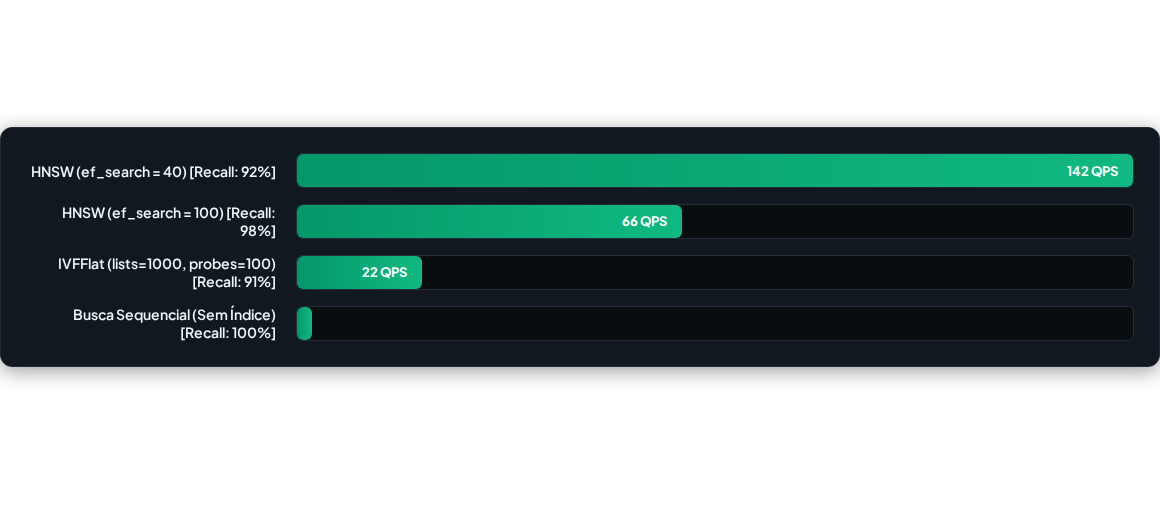 HNSW (ef_search = 40) [Recall: 92%]
142 QPS
HNSW (ef_search = 100) [Recall:
98%]
66 QPS
IVFFlat (lists=1000, probes=100)
[Recall: 91%]
22 QPS
Busca Sequencial (Sem Índice)
[Recall: 100%]